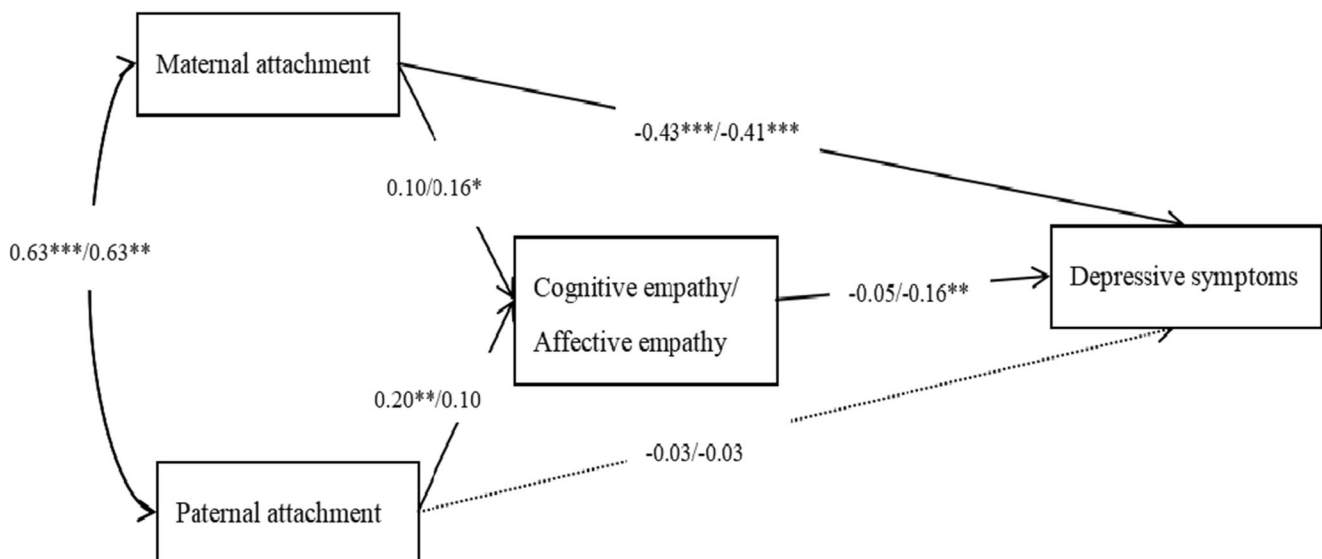 Maternal attachment
-0.43***/-0.41***
0.10/0.16*
0.63***/0.63**
Cognitive empathy/
Affective empathy
-0.05/-0.16**
Depressive symptoms
0.20**/0.10
-0.03/-0.03
Paternal attachment